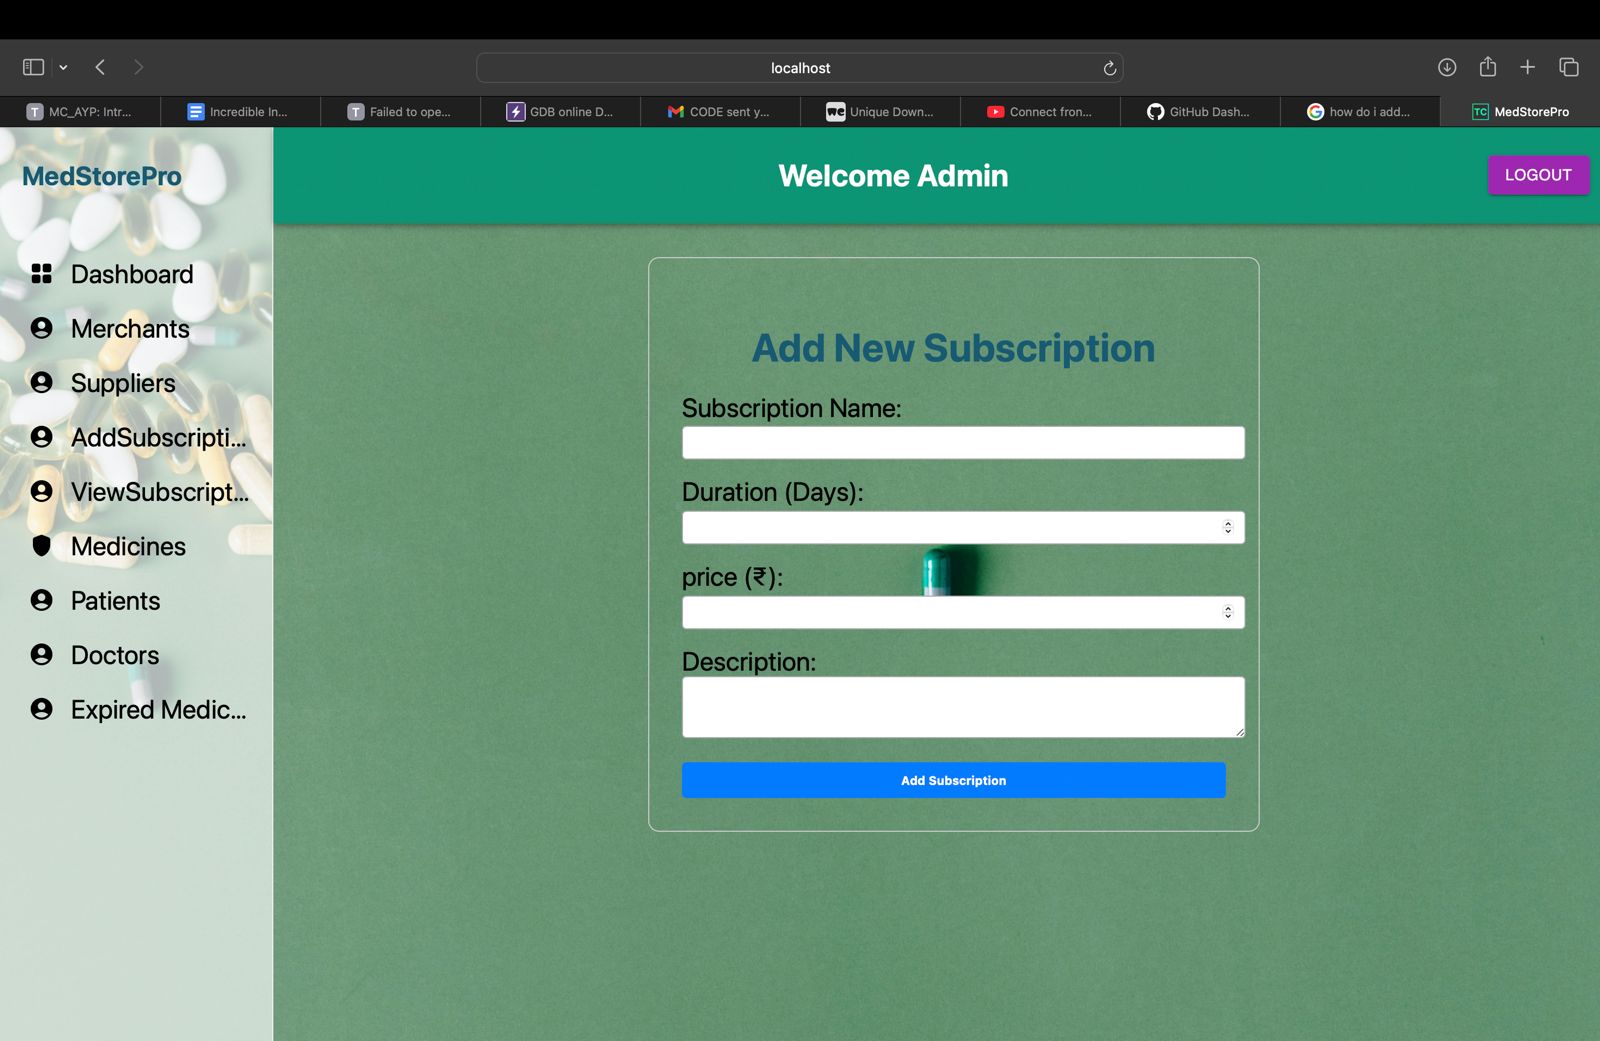 localhost
MC_AYP: Intr...
Incredible In...
Failed to ope...
GDB online D...
CODE sent y...
Unique Down...
Connect fron...
GitHub Dash...
how do i add...
TC MedStorePro
MedStorePro
Welcome Admin
LOGOUT
Dashboard
Merchants
Suppliers
AddSubscripti...
ViewSubscript...
Medicines
Patients
Doctors
Expired Medic...
Add New Subscription
Subscription Name:
Duration (Days):
price (₹):
Description:
Add Subscription